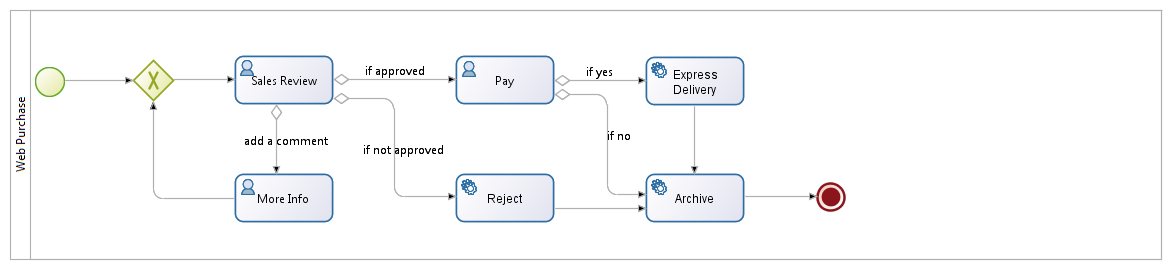 Web Purchase
Sales Review
if approved
Pay
if yes
Express
Delivery
add a comment
if not approved
if no
More Info
Reject
Archive